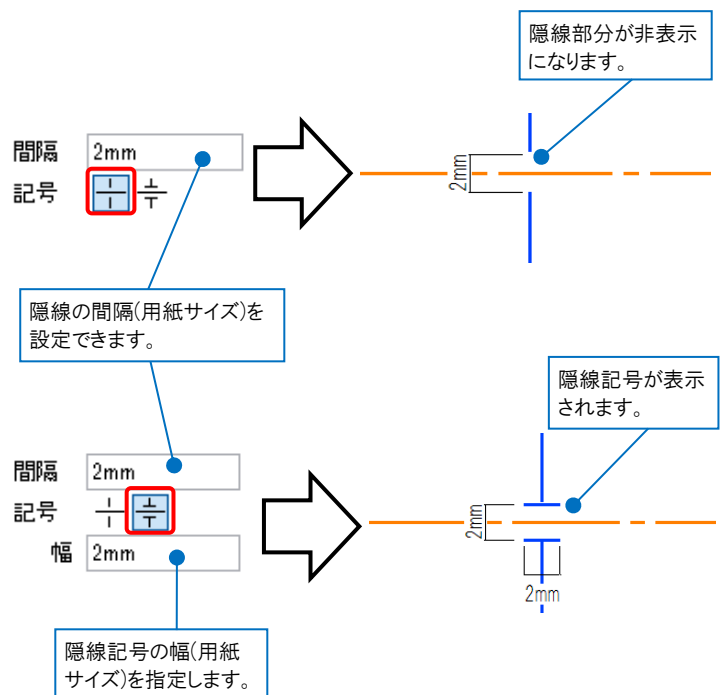 隠線部分が非表示
になります。
間隔 2mm
記号
2mm
隠線の間隔(用紙サイズ)を
設定できます。
隠線記号が表示
されます。
間隔 2mm
記号
幅 2mm
2mm
2mm
隠線記号の幅(用紙
サイズ)を指定します。